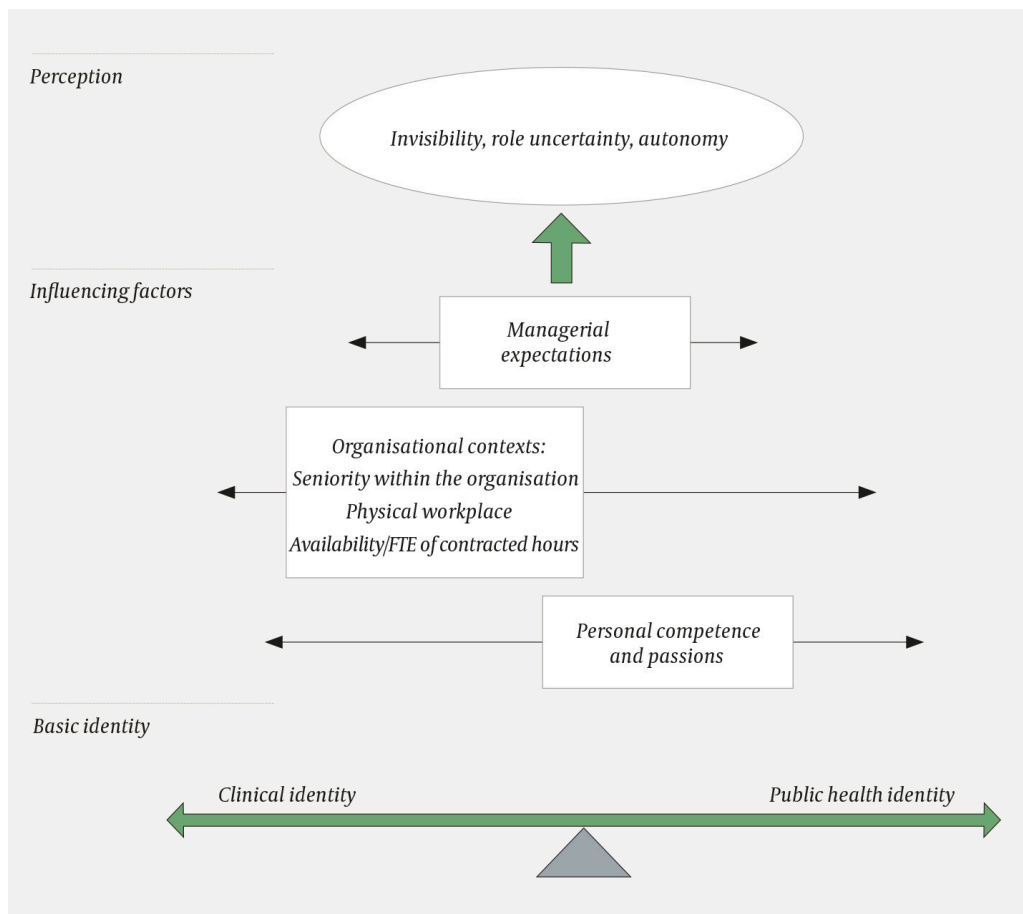 Perception
Invisibility, role uncertainty, autonomy
Influencing factors
Managerial
expectations
Organisational contexts:
Seniority within the organisation
Physical workplace
Availability/FTE of contracted hours
Personal competence
and passions
Basic identity
Clinical identity
Public health identity